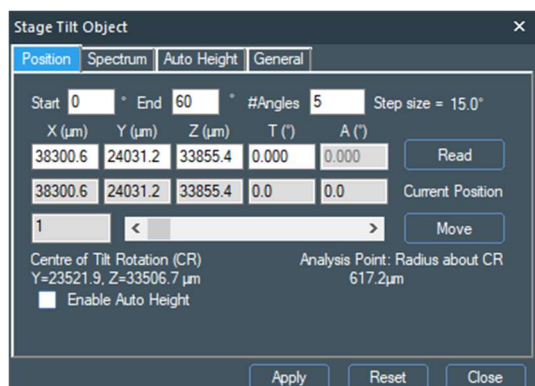 Stage Tilt Object ×
Position Spectrum Auto Height General
Start 0 ° End 60 ° #Angles 5 Step size = 15.0°
X (µm) Y (µm) Z (µm) T (°) A (°)
38300.6 24031.2 33855.4 0.000 0.000 Read
38300.6 24031.2 33855.4 0.0 0.0 Current Position
1 < > Move
Centre of Tilt Rotation (CR) Analysis Point: Radius about CR
Y=23521.9, Z=33506.7 µm 617.2µm
Enable Auto Height
Apply Reset Close